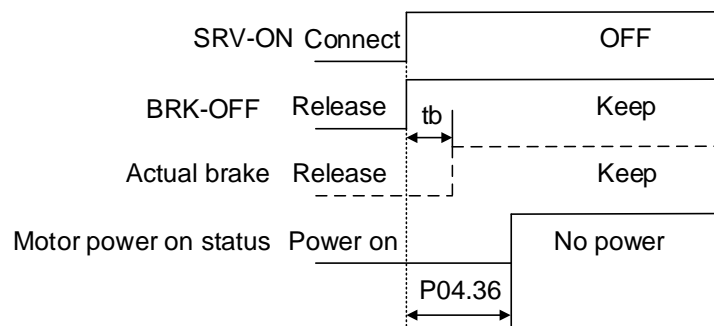 SRV-ON Connect OFF
BRK-OFF Release tb Keep
Actual brake Release Keep
Motor power on status Power on No power
P04.36